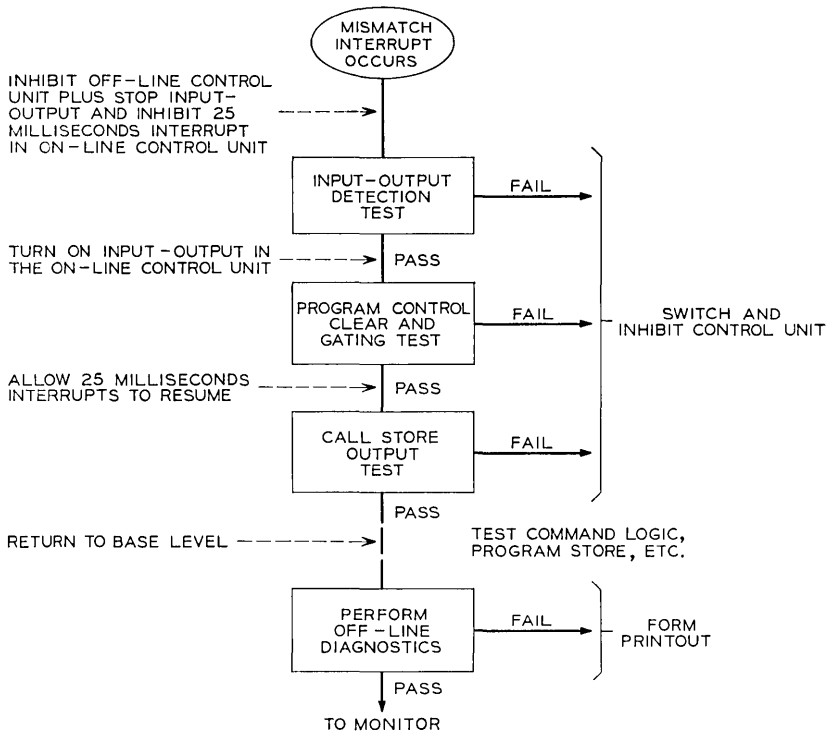 MISMATCH
INTERRUPT
OCCURS
INHIBIT OFF-LINE CONTROL
UNIT PLUS STOP INPUT-
OUTPUT AND INHIBIT 25
MILLISECONDS INTERRUPT
IN ON-LINE CONTROL UNIT
INPUT-OUTPUT
DETECTION
TEST
FAIL
TURN ON INPUT-OUTPUT IN
THE ON-LINE CONTROL UNIT
PASS
PROGRAM CONTROL
CLEAR AND
GATING TEST
FAIL
SWITCH AND
INHIBIT CONTROL UNIT
ALLOW 25 MILLISECONDS
INTERRUPTS TO RESUME
PASS
CALL STORE
OUTPUT
TEST
FAIL
PASS
RETURN TO BASE LEVEL
TEST COMMAND LOGIC,
PROGRAM STORE, ETC.
PERFORM
OFF-LINE
DIAGNOSTICS
FAIL
FORM
PRINTOUT
PASS
TO MONITOR